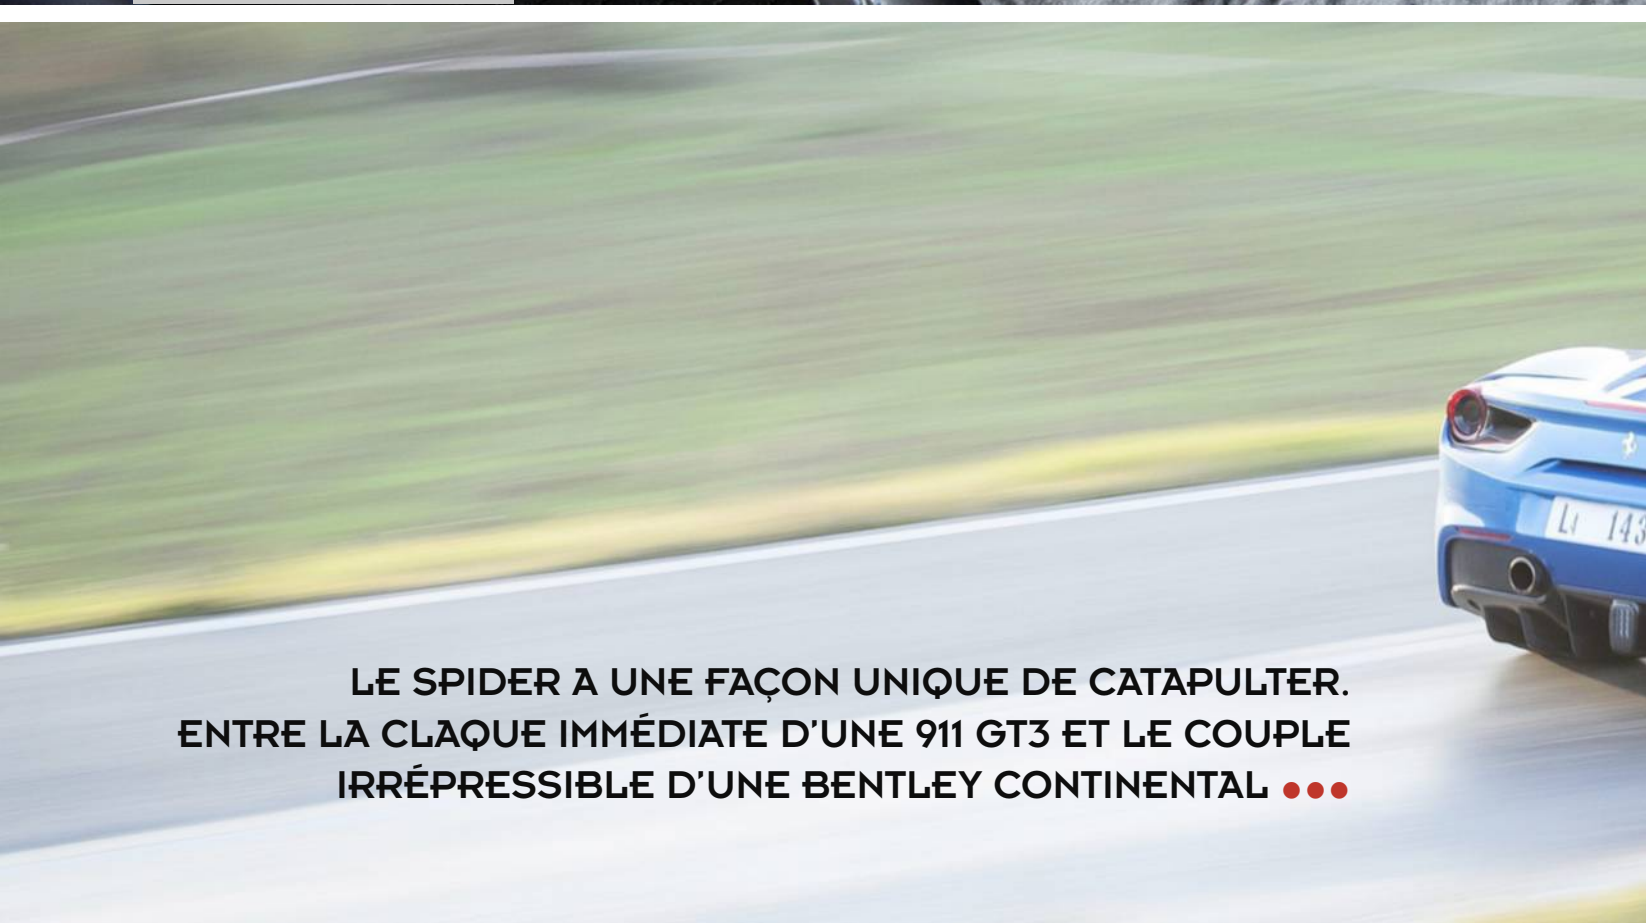 LE SPIDER A UNE FAÇON UNIQUE DE CATAPULTER.
ENTRE LA CLAQUE IMMÉDIATE D'UNE 911 GT3 ET LE COUPLE
IRRÉPRESSIBLE D'UNE BENTLEY CONTINENTAL •••
143